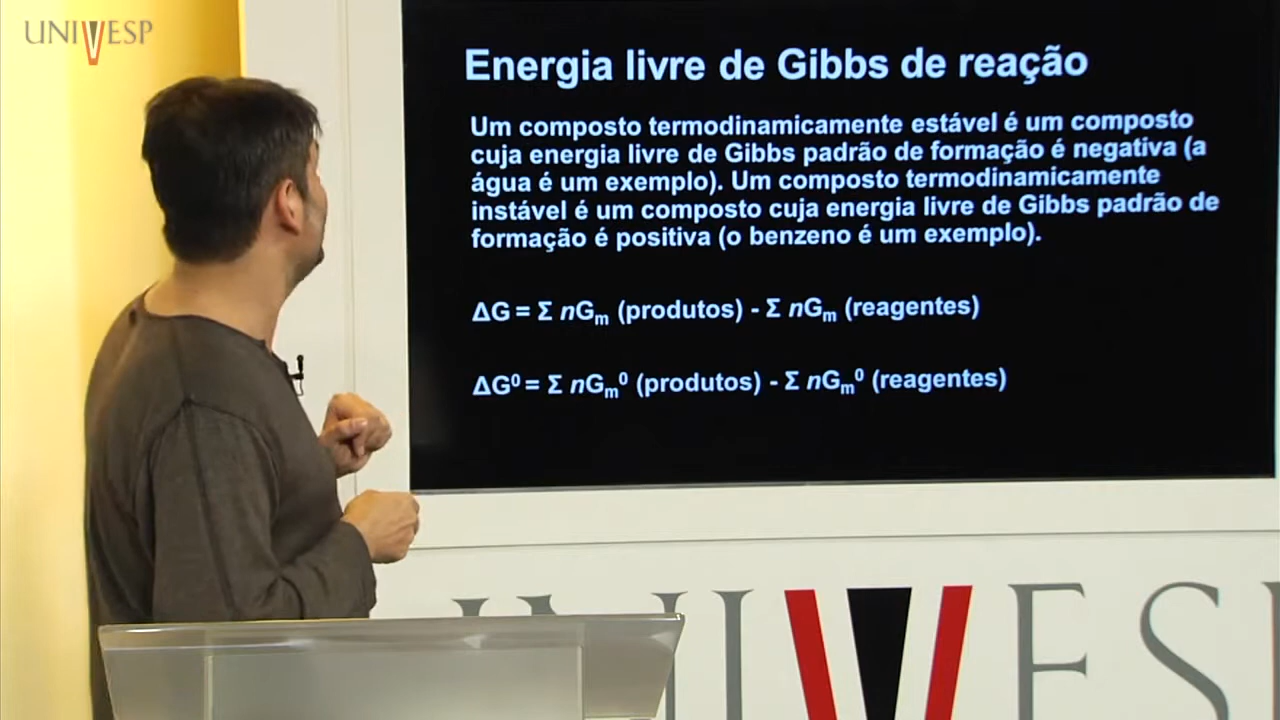 UNIVESP
Energia livre de Gibbs de reação
Um composto termodinamicamente estável é um composto
cuja energia livre de Gibbs padrão de formação é negativa (a
água é um exemplo). Um composto termodinamicamente
instável é um composto cuja energia livre de Gibbs padrão de
formação é positiva (o benzeno é um exemplo).
ΔG = Σ nGm (produtos) - Σ nGm (reagentes)
ΔG⁰ = Σ nGm⁰ (produtos) - Σ nGm⁰ (reagentes)
UNIVES